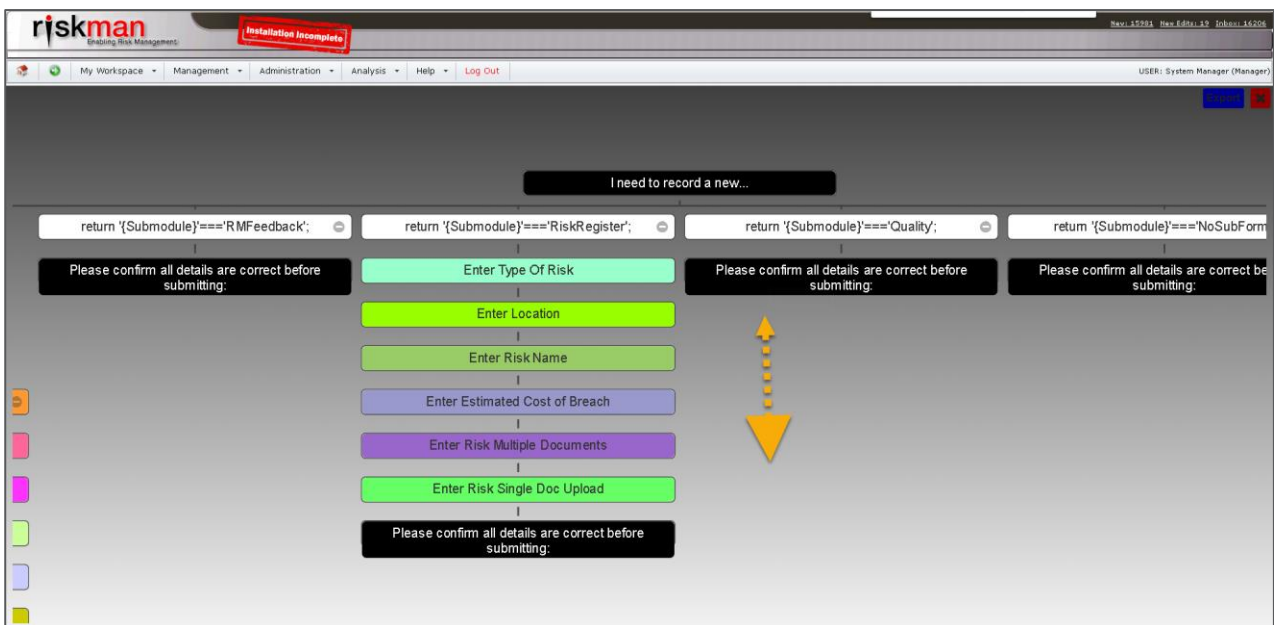 riskman
Enabling Risk Management
Installation Incomplete
New: 15981 New Edits: 19 Inbox: 16206
My Workspace Management Administration Analysis Help Log Out
USER: System Manager (Manager)
Export
I need to record a new...
return '{Submodule}'==='RMFeedback';
return '{Submodule}'==='RiskRegister';
return '{Submodule}'==='Quality';
return '{Submodule}'==='NoSubForm
Please confirm all details are correct before
submitting:
Enter Type Of Risk
Enter Location
Enter Risk Name
Enter Estimated Cost of Breach
Enter Risk Multiple Documents
Enter Risk Single Doc Upload
Please confirm all details are correct before
submitting:
Please confirm all details are correct before
submitting:
Please confirm all details are correct be
submitting: